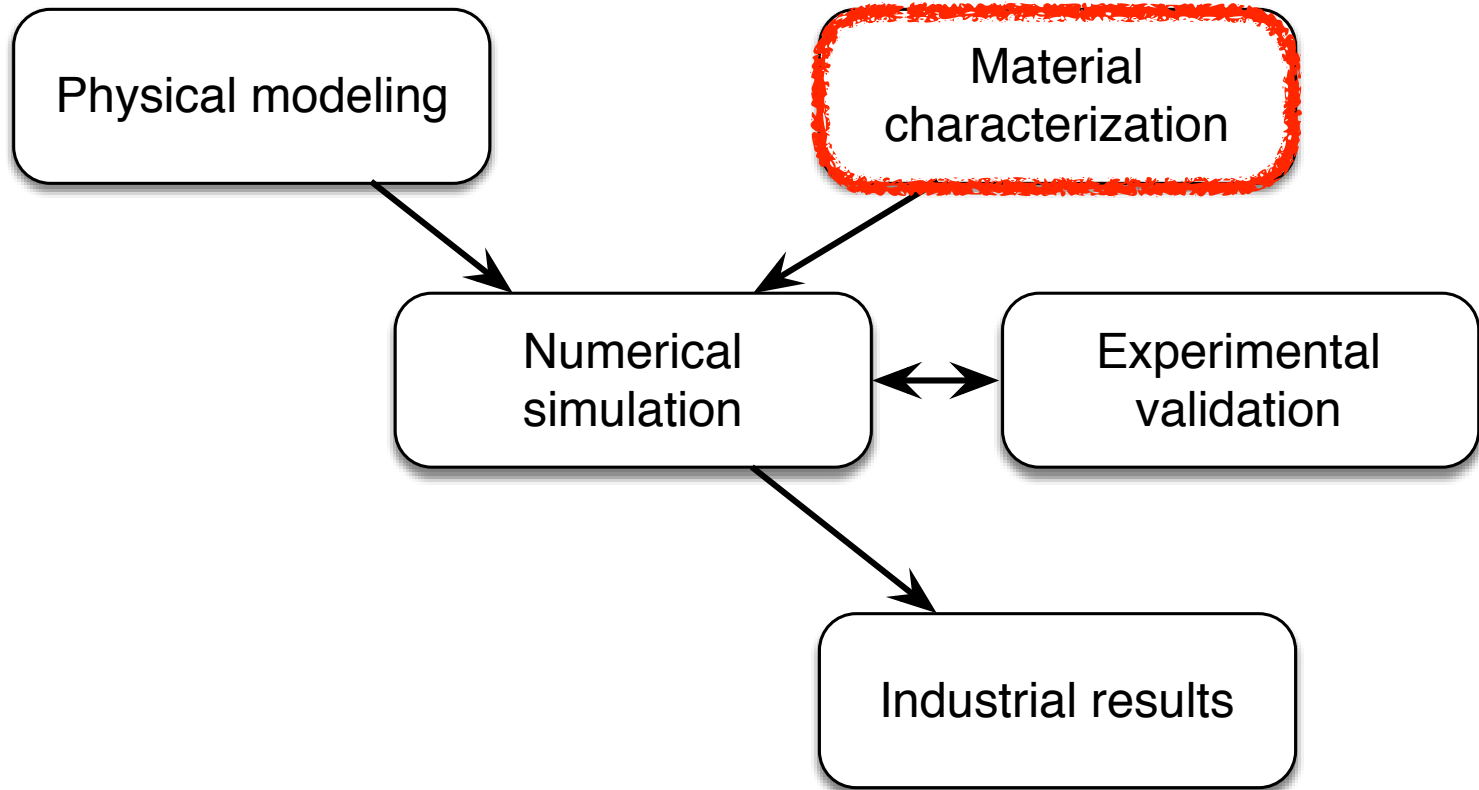 Physical modeling
Material
characterization
Numerical
simulation
Experimental
validation
Industrial results